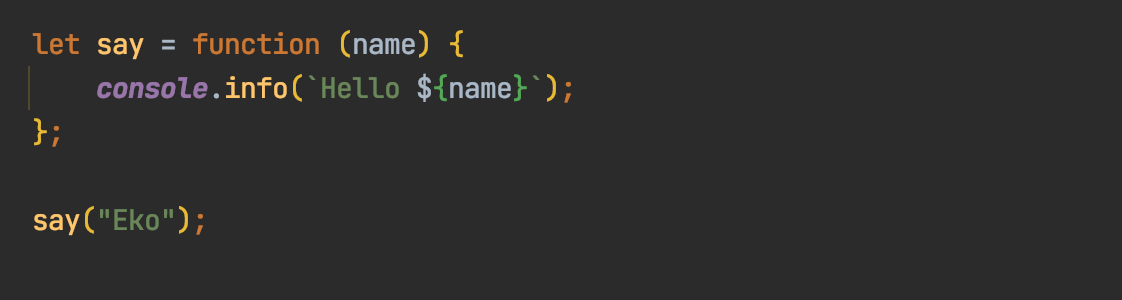 let say = function (name) {
    console.info(`Hello ${name}`);
};

say("Eko");